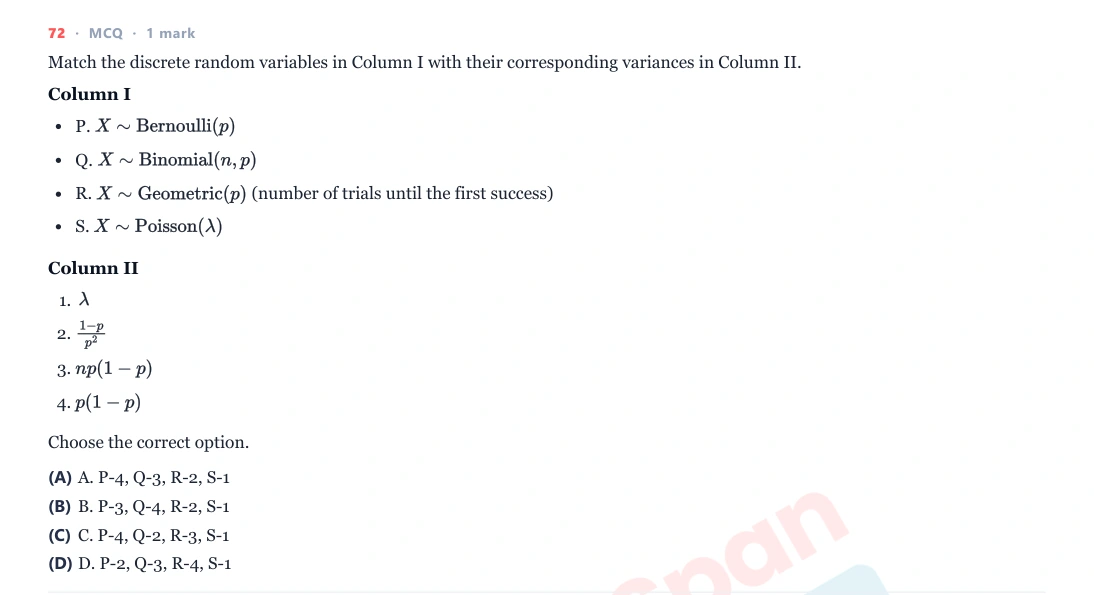 72 · MCQ · 1 mark
Match the discrete random variables in Column I with their corresponding variances in Column II.
Column I
• P. X ∼ Bernoulli(p)
• Q. X ∼ Binomial(n, p)
• R. X ∼ Geometric(p) (number of trials until the first success)
• S. X ∼ Poisson(λ)
Column II
1. λ
2. \frac{1−p}{p^2}
3. np(1 − p)
4. p(1 − p)
Choose the correct option.
(A) A. P-4, Q-3, R-2, S-1
(B) B. P-3, Q-4, R-2, S-1
(C) C. P-4, Q-2, R-3, S-1
(D) D. P-2, Q-3, R-4, S-1
Span